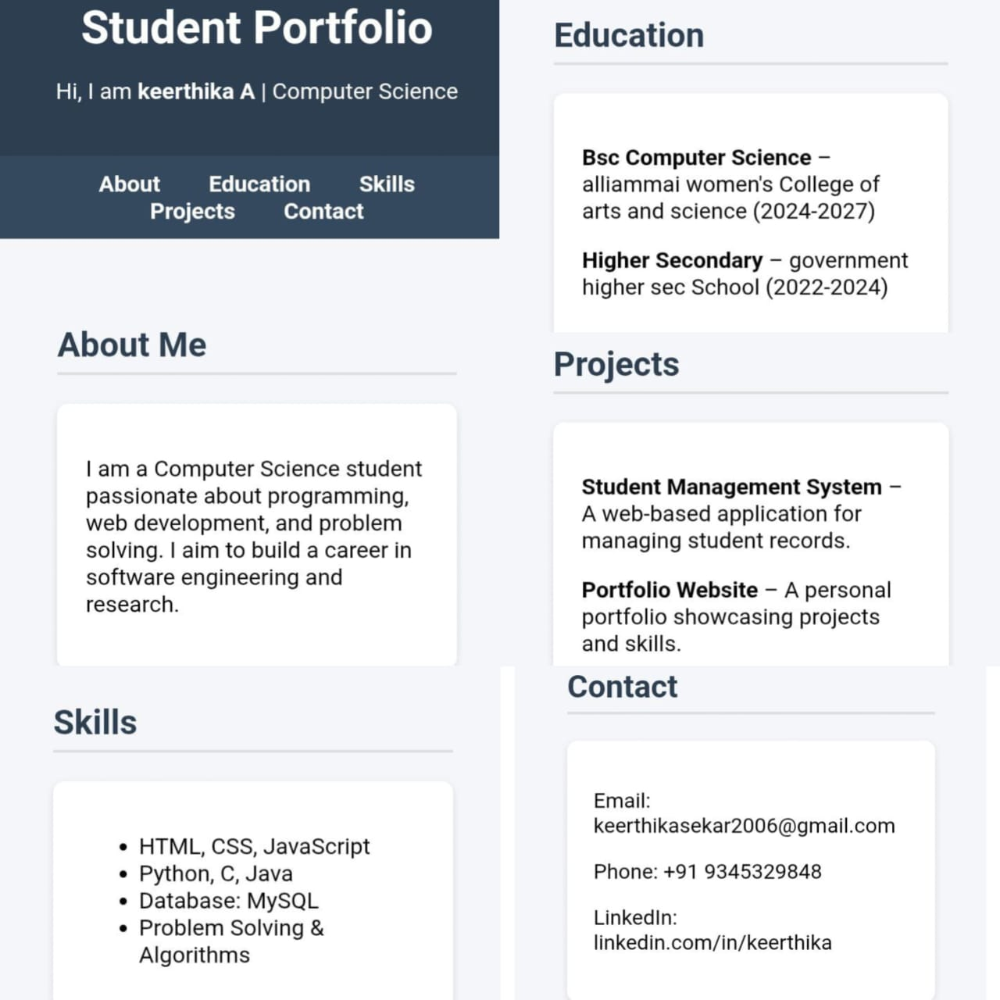 Student Portfolio
Hi, I am keerthika A | Computer Science
About Education Skills
Projects Contact
About Me
I am a Computer Science student
passionate about programming,
web development, and problem
solving. I aim to build a career in
software engineering and
research.
Skills
• HTML, CSS, JavaScript
• Python, C, Java
• Database: MySQL
• Problem Solving &
Algorithms
Education
Bsc Computer Science –
alliammai women's College of
arts and science (2024-2027)
Higher Secondary – government
higher sec School (2022-2024)
Projects
Student Management System –
A web-based application for
managing student records.
Portfolio Website – A personal
portfolio showcasing projects
and skills.
Contact
Email:
keerthikasekar2006@gmail.com
Phone: +91 9345329848
LinkedIn:
linkedin.com/in/keerthika